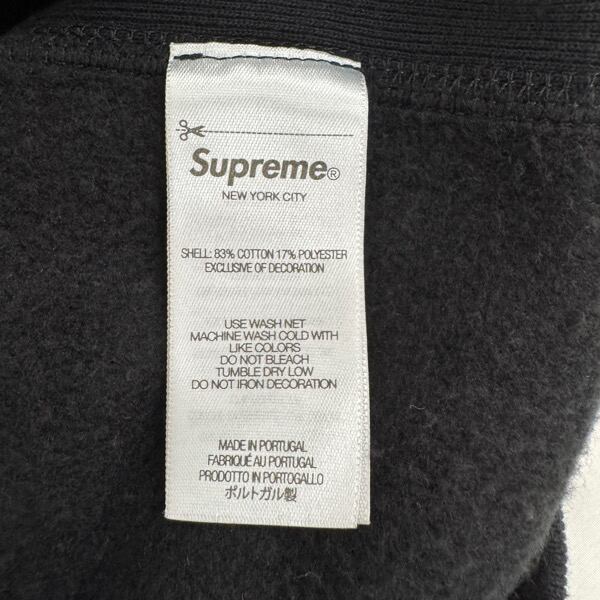 Supreme®
NEW YORK CITY
SHELL: 83% COTTON 17% POLYESTER
EXCLUSIVE OF DECORATION
USE WASH NET
MACHINE WASH COLD WITH
LIKE COLORS
DO NOT BLEACH
TUMBLE DRY LOW
DO NOT IRON DECORATION
MADE IN PORTUGAL
FABRIQUÉ AU PORTUGAL
PRODOTTO IN PORTOGALLO
ポルトガル製